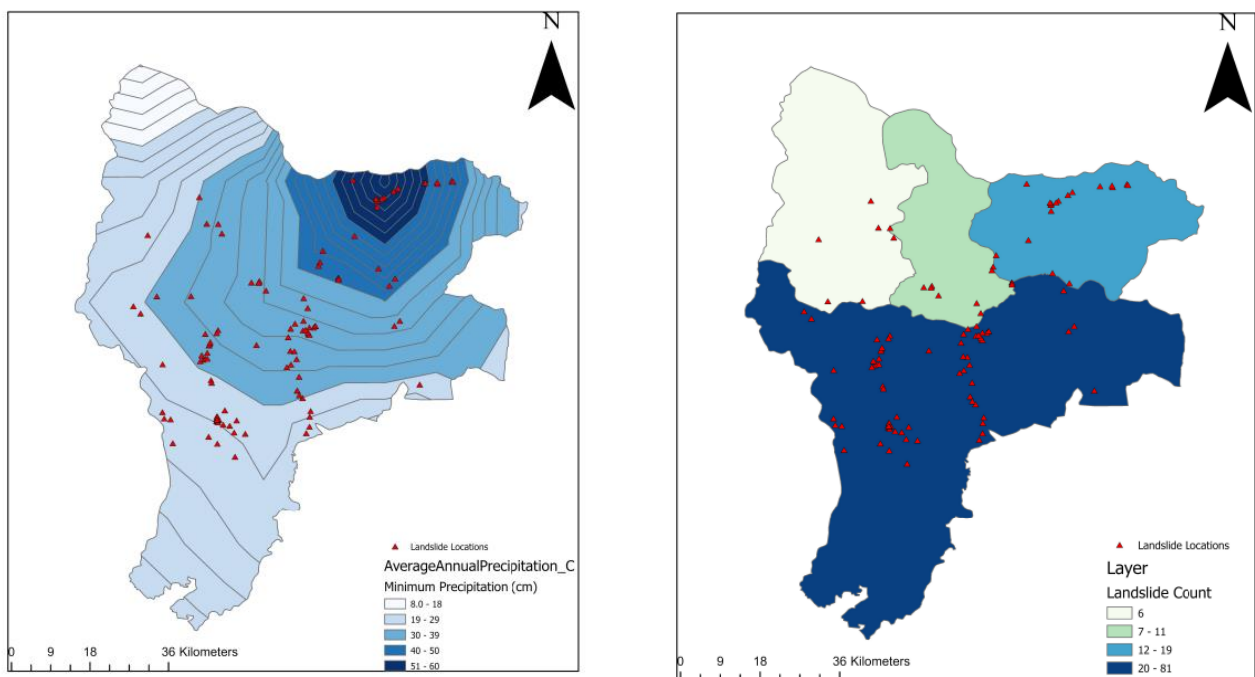 N
Landslide Locations
AverageAnnualPrecipitation_C
Minimum Precipitation (cm)
8.0 - 18
19 - 29
30 - 39
40 - 50
51 - 60
0 9 18 36 Kilometers
N
Landslide Locations
Layer
Landslide Count
6
7 - 11
12 - 19
20 - 81
0 9 18 36 Kilometers